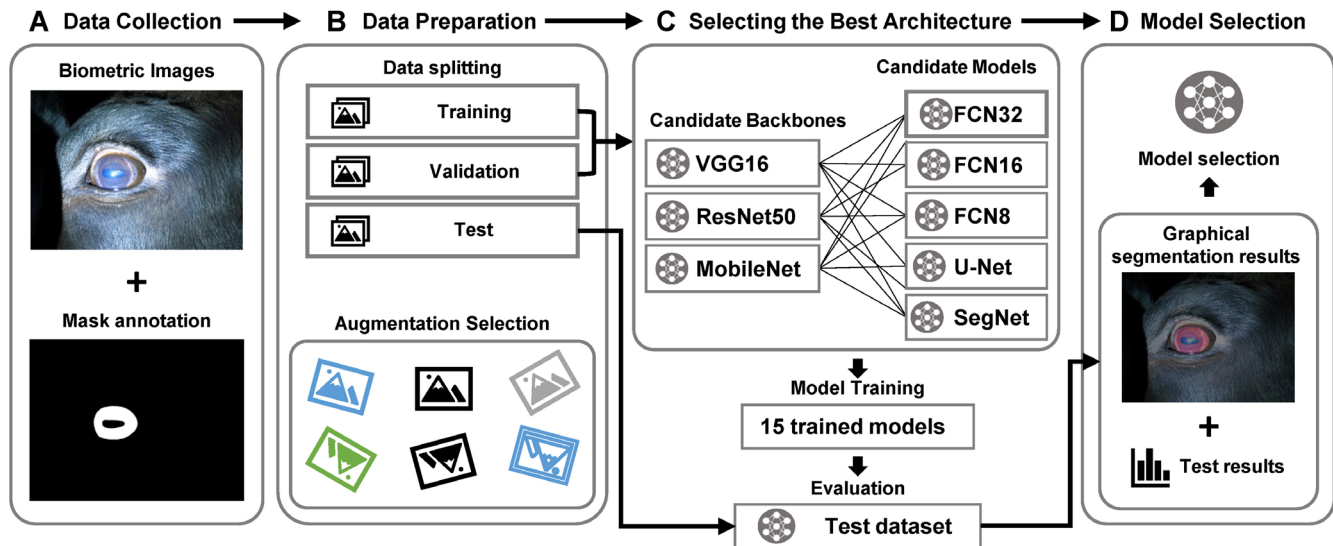 A Data Collection
B Data Preparation
C Selecting the Best Architecture
D Model Selection
Biometric Images
Mask annotation
Data splitting
Training
Validation
Test
Augmentation Selection
Candidate Backbones
VGG16
ResNet50
MobileNet
Candidate Models
FCN32
FCN16
FCN8
U-Net
SegNet
Model Training
15 trained models
Evaluation
Test dataset
Model selection
Graphical
segmentation results
Test results